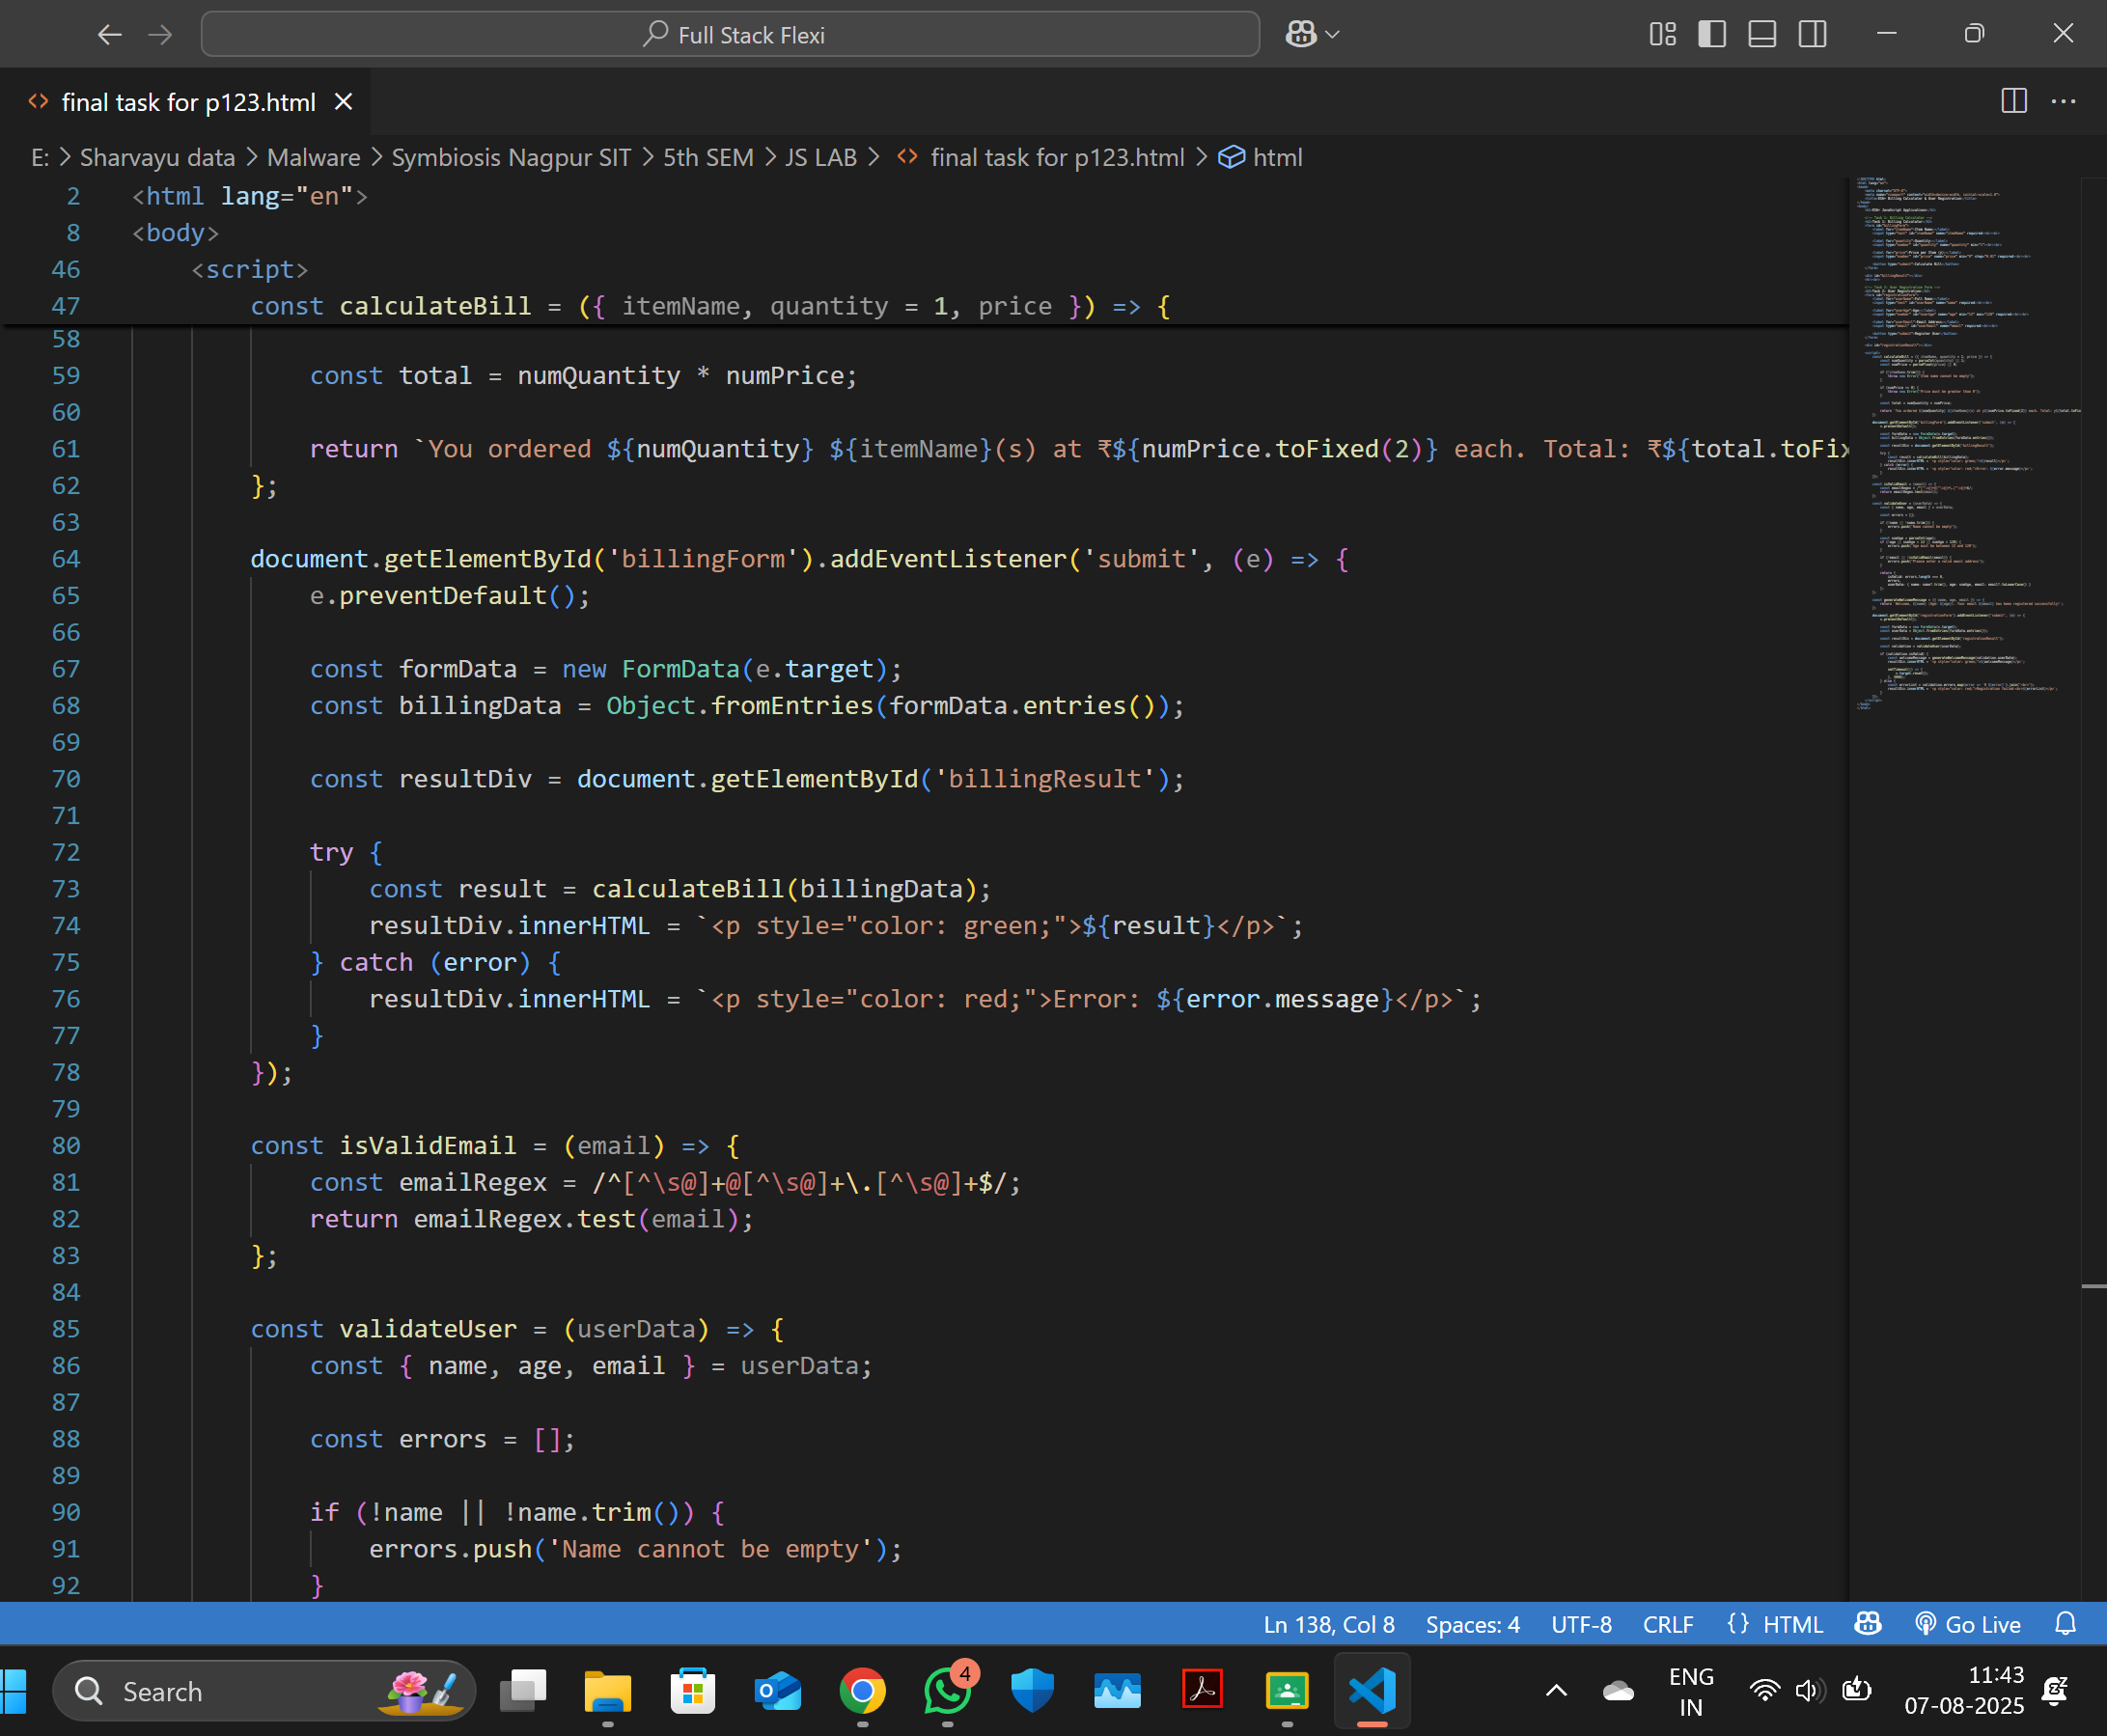 Full Stack Flexi
final task for p123.html
E: > Sharvayu data > Malware > Symbiosis Nagpur SIT > 5th SEM > JS LAB > <> final task for p123.html > html
2 <html lang="en">
8 <body>
46 <script>
47 const calculateBill = ({ itemName, quantity = 1, price }) => {
58
59 const total = numQuantity * numPrice;
60
61 return `You ordered ${numQuantity} ${itemName}(s) at ₹${numPrice.toFixed(2)} each. Total: ₹${total.toFix
62 };
63
64 document.getElementById('billingForm').addEventListener('submit', (e) => {
65 e.preventDefault();
66
67 const formData = new FormData(e.target);
68 const billingData = Object.fromEntries(formData.entries());
69
70 const resultDiv = document.getElementById('billingResult');
71
72 try {
73 const result = calculateBill(billingData);
74 resultDiv.innerHTML = `<p style="color: green;">${result}</p>`;
75 } catch (error) {
76 resultDiv.innerHTML = `<p style="color: red;">Error: ${error.message}</p>`;
77 }
78 });
79
80 const isValidEmail = (email) => {
81 const emailRegex = /^[^\s@]+@[^\s@]+\.[^\s@]+$/;
82 return emailRegex.test(email);
83 };
84
85 const validateUser = (userData) => {
86 const { name, age, email } = userData;
87
88 const errors = [];
89
90 if (!name || !name.trim()) {
91 errors.push('Name cannot be empty');
92 }
Ln 138, Col 8 Spaces: 4 UTF-8 CRLF {} HTML Go Live
Search
4
ENG
IN
11:43
07-08-2025